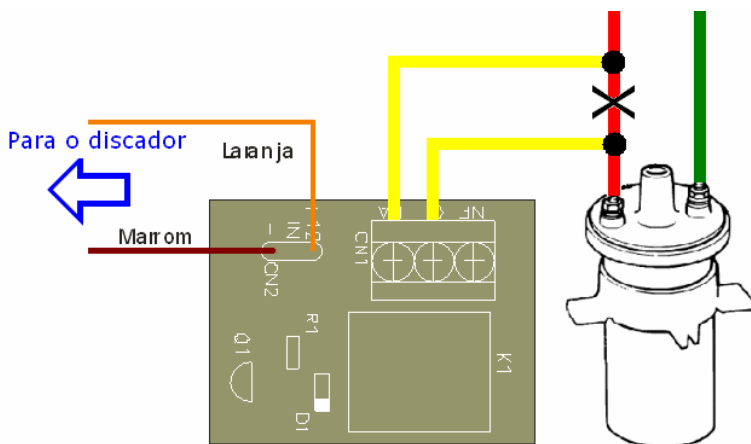 Para o discador
Laranja
Marrom
-
IN
CN2
CN1
NF
R1
Q1
D1
K1